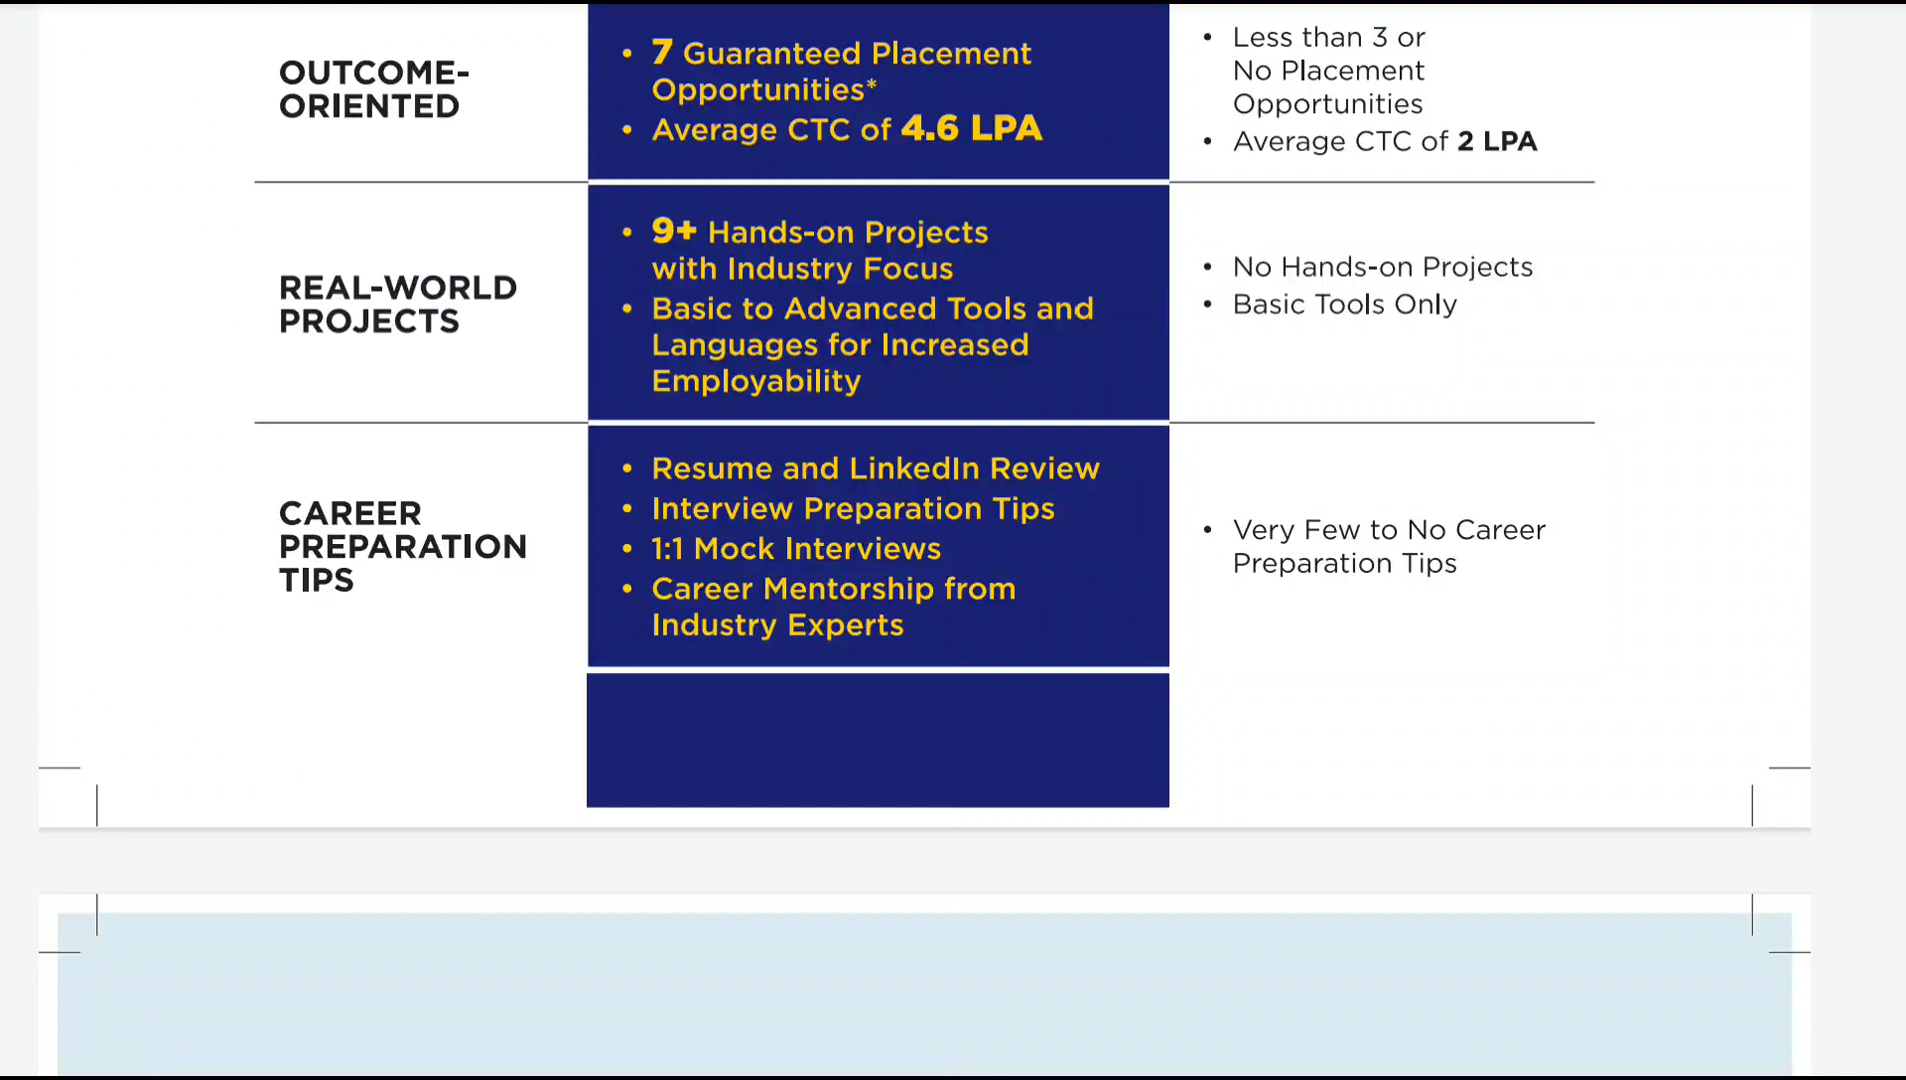 OUTCOME-
ORIENTED
• 7 Guaranteed Placement
Opportunities*
• Average CTC of 4.6 LPA
• Less than 3 or
No Placement
Opportunities
• Average CTC of 2 LPA
REAL-WORLD
PROJECTS
• 9+ Hands-on Projects
with Industry Focus
• Basic to Advanced Tools and
Languages for Increased
Employability
• No Hands-on Projects
• Basic Tools Only
CAREER
PREPARATION
TIPS
• Resume and LinkedIn Review
• Interview Preparation Tips
• 1:1 Mock Interviews
• Career Mentorship from
Industry Experts
• Very Few to No Career
Preparation Tips